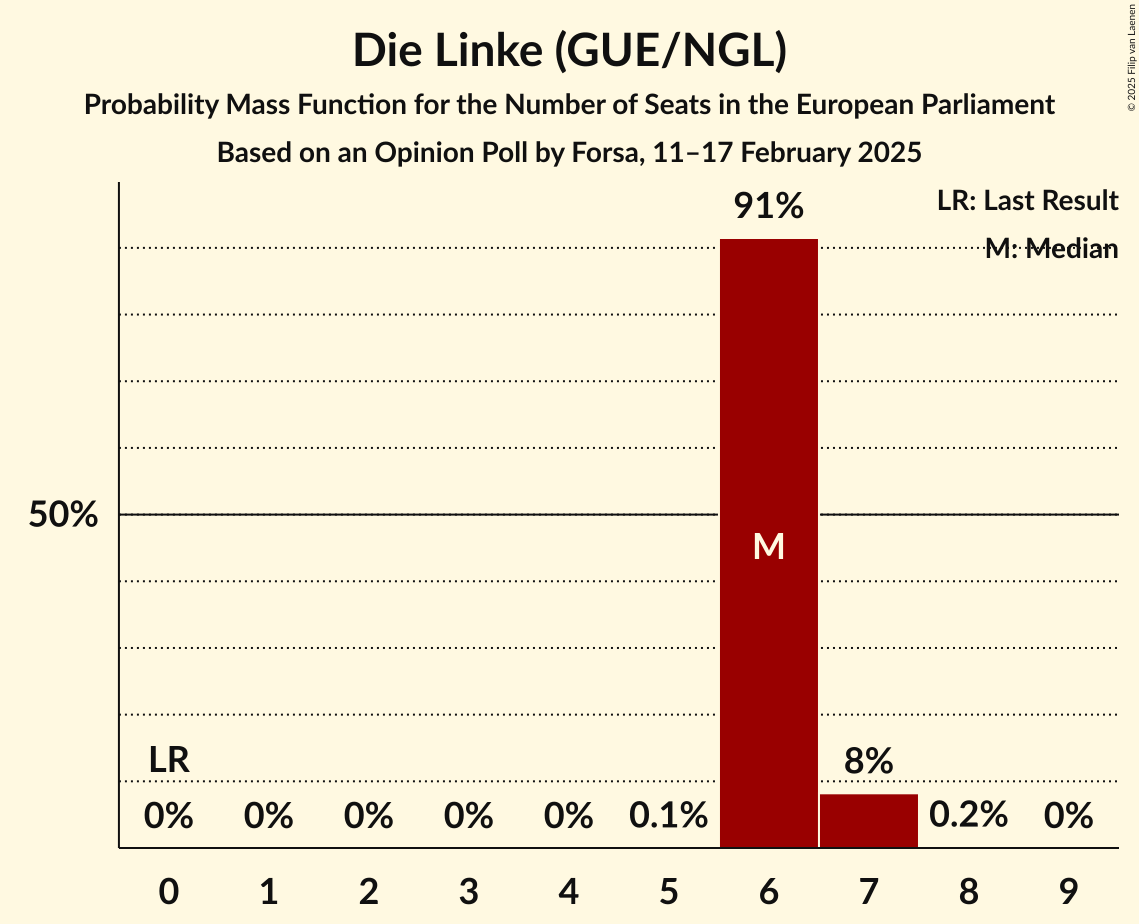 Die Linke (GUE/NGL)
Probability Mass Function for the Number of Seats in the European Parliament
Based on an Opinion Poll by Forsa, 11–17 February 2025
© 2025 Filip van Laenen
LR: Last Result
M: Median
91%
50%
M
LR
8%
0% 0% 0% 0% 0% 0.1% 0.2% 0%
0 1 2 3 4 5 6 7 8 9